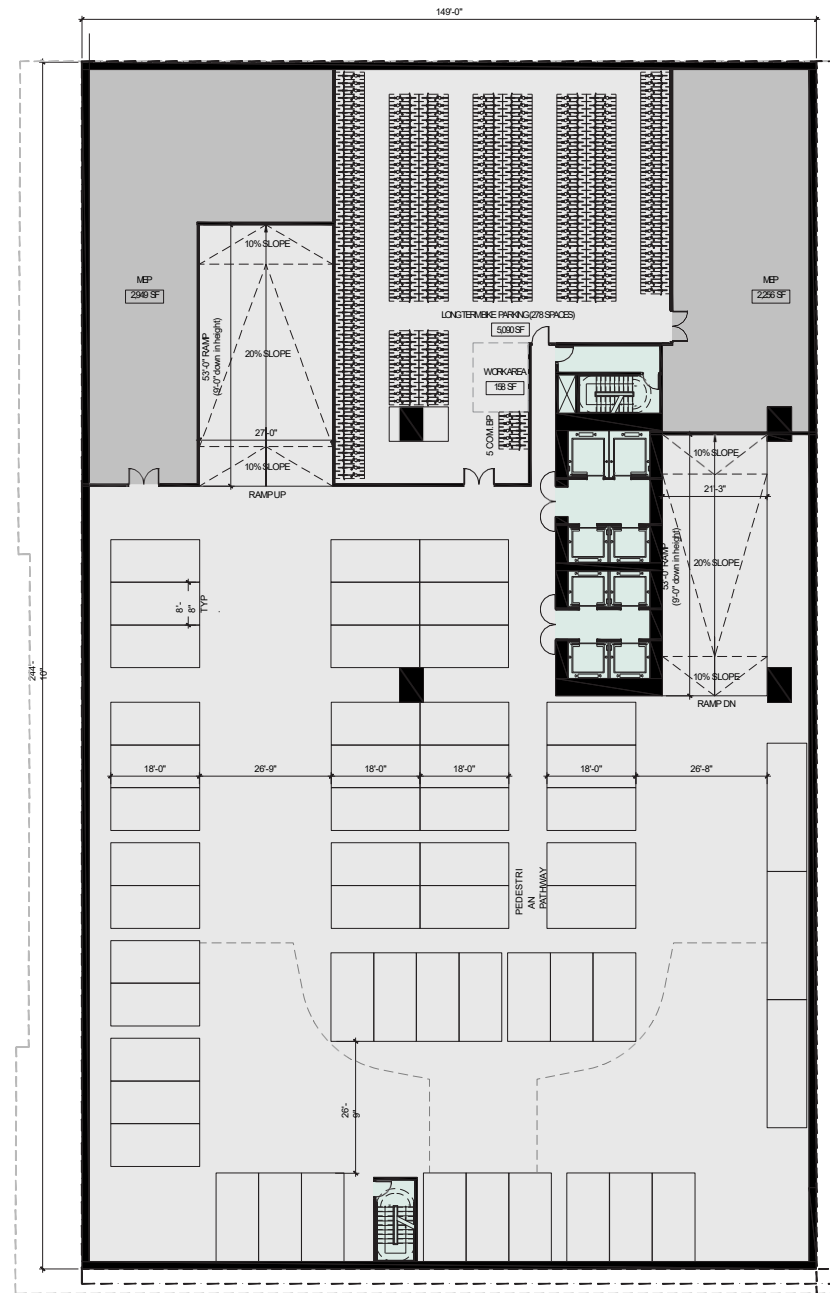 149'-0"
10% SLOPE
MEP
2,949 SF
MEP
2,256 SF
LONG TERM BIKE PARKING (278 SPACES)
5,090 SF
53'-0" RAMP
(9'-0" down in height)
20% SLOPE
WORK AREA
158 SF
5 COM.BP
27'-0"
10% SLOPE
RAMP UP
10% SLOPE
21'-3"
53'-0" RAMP
(9'-0" down in height)
20% SLOPE
10% SLOPE
RAMP DN
8'-
8"
TYP
244'-
10"
18'-0"
26'-9"
18'-0"
18'-0"
18'-0"
26'-8"
PEDESTRI
AN
PATHWAY
26'-
9"